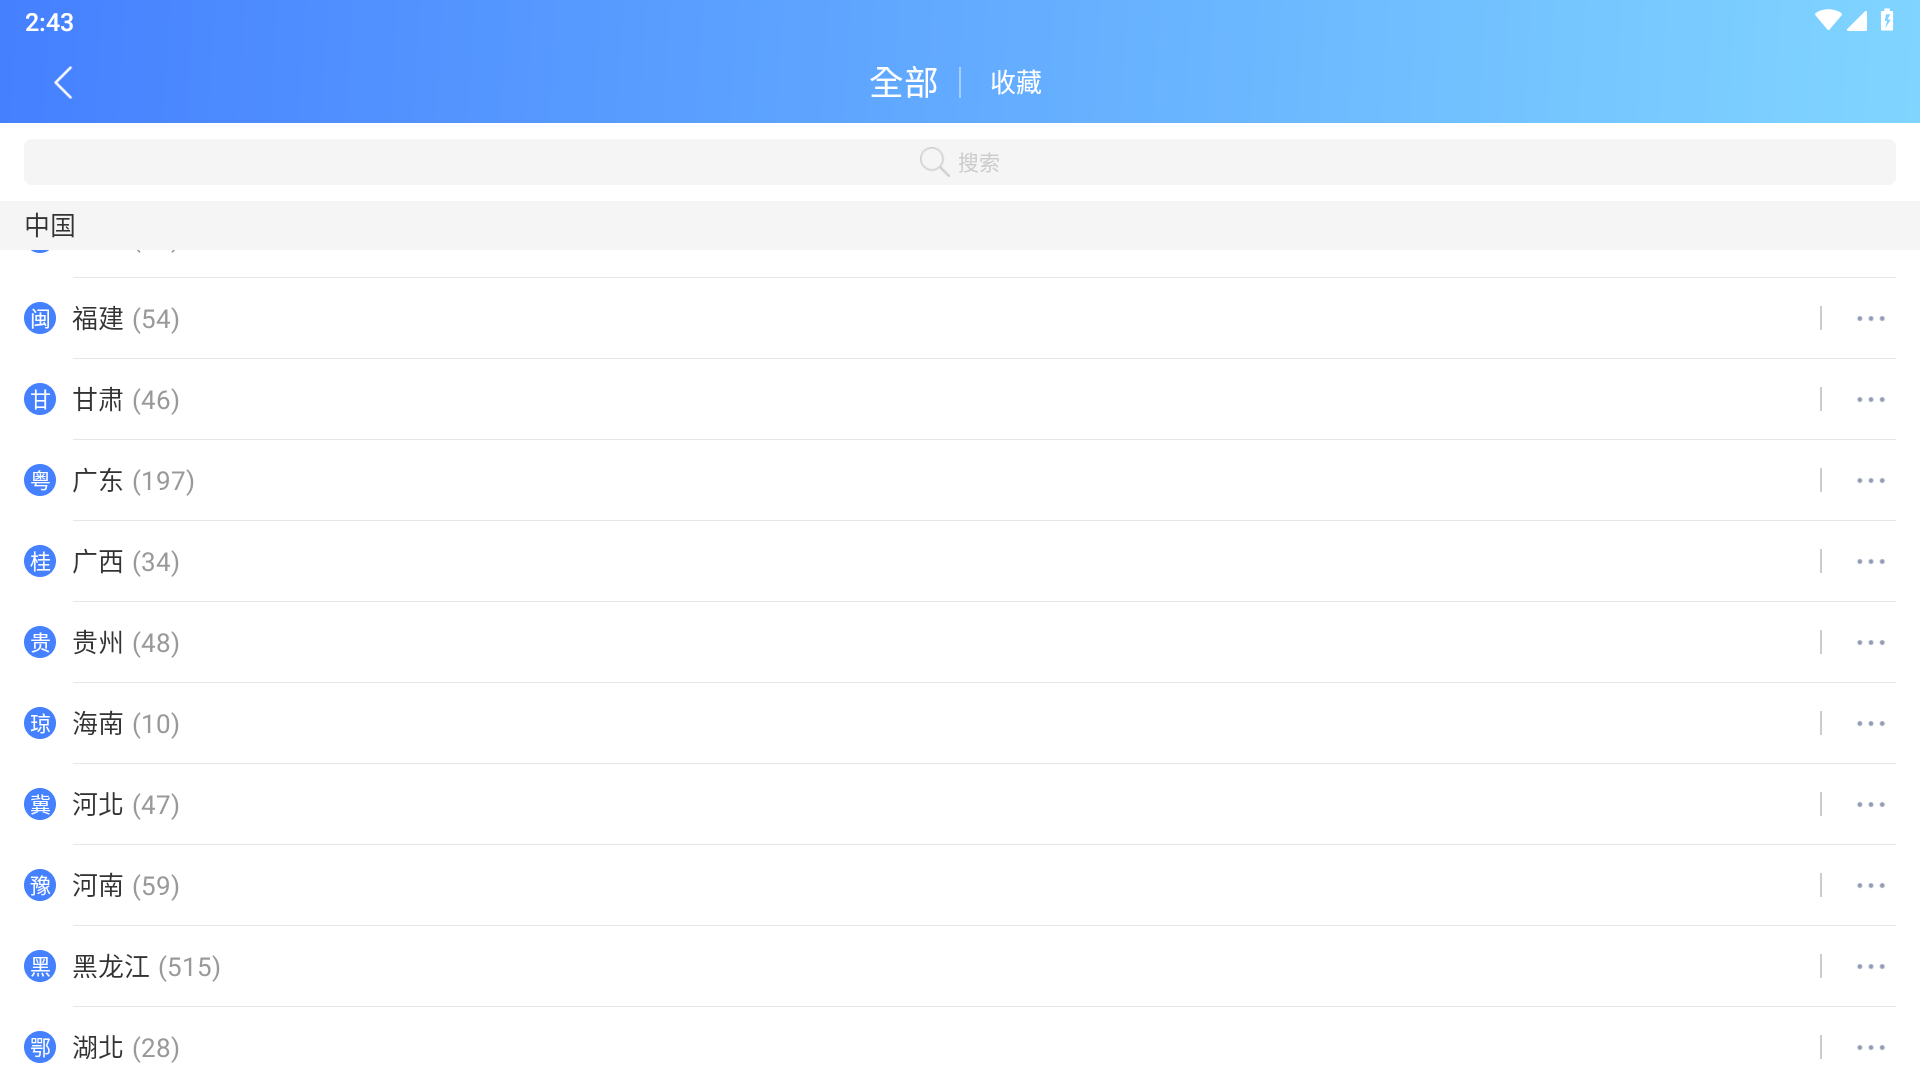 2:43
全部
收藏
搜索
中国
闽 福建 (54)
甘 甘肃 (46)
粤 广东 (197)
桂 广西 (34)
贵 贵州 (48)
琼 海南 (10)
冀 河北 (47)
豫 河南 (59)
黑 黑龙江 (515)
鄂 湖北 (28)